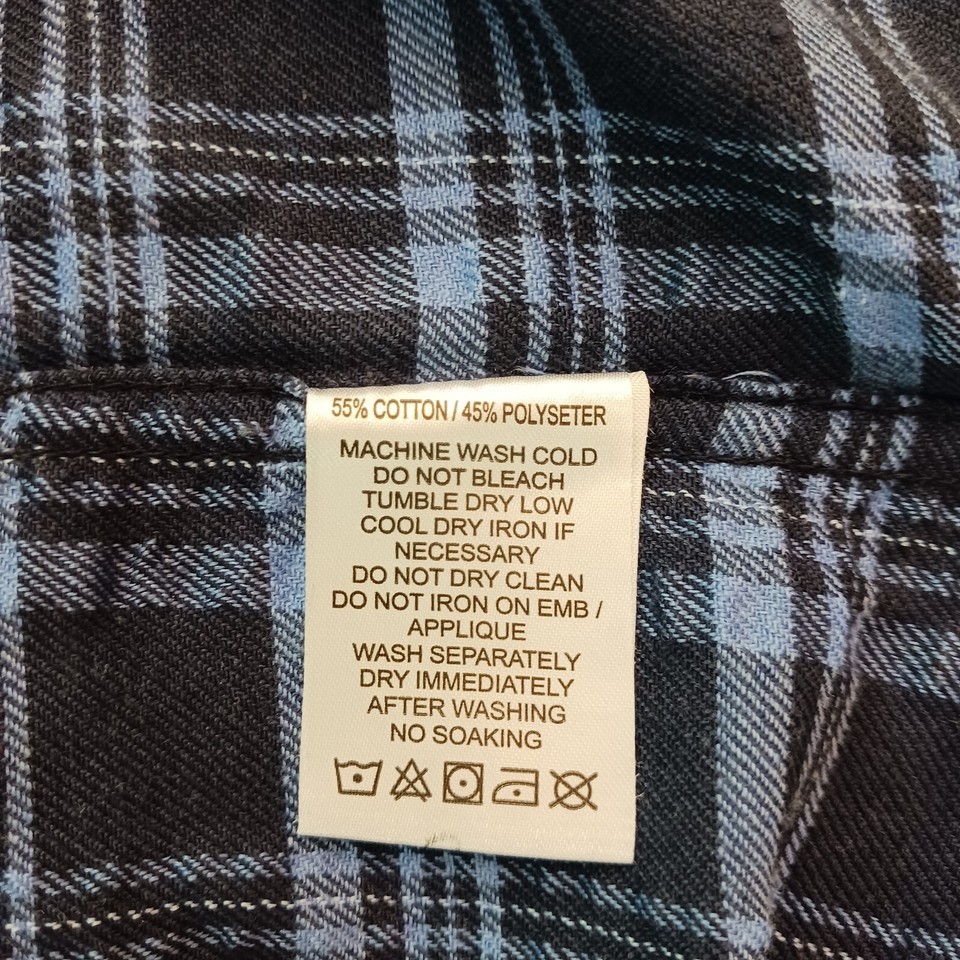 55% COTTON / 45% POLYSETER
MACHINE WASH COLD
DO NOT BLEACH
TUMBLE DRY LOW
COOL DRY IRON IF
NECESSARY
DO NOT DRY CLEAN
DO NOT IRON ON EMB /
APPLIQUE
WASH SEPARATELY
DRY IMMEDIATELY
AFTER WASHING
NO SOAKING